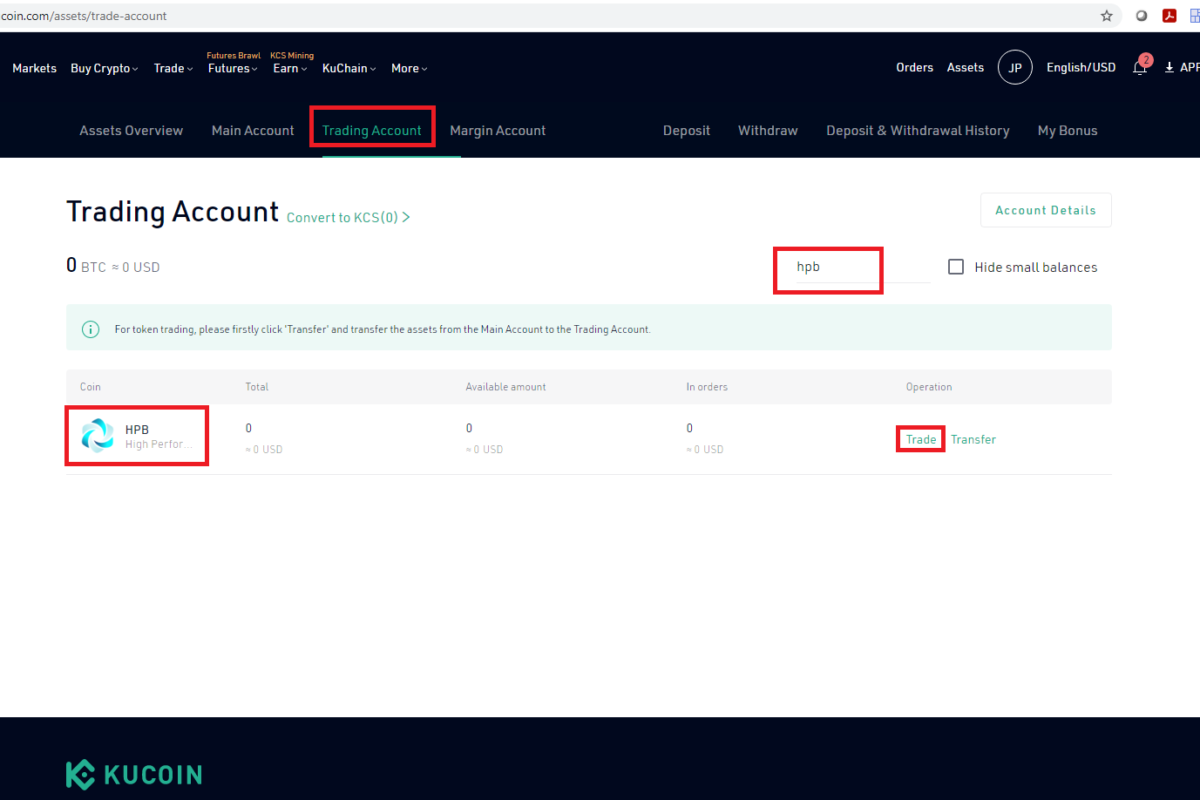 coin.com/assets/trade-account
Futures Brawl KCS Mining
Markets Buy Crypto Trade Futures Earn KuChain More Orders Assets JP English/USD 2
Assets Overview Main Account Trading Account Margin Account Deposit Withdraw Deposit & Withdrawal History My Bonus
Trading Account Convert to KCS(0) > Account Details
0 BTC ≈ 0 USD hpb Hide small balances
For token trading, please firstly click 'Transfer' and transfer the assets from the Main Account to the Trading Account.
Coin Total Available amount In orders Operation
HPB 0 0 0
High Perfor... ≈ 0 USD ≈ 0 USD ≈ 0 USD Trade Transfer
KUCOIN